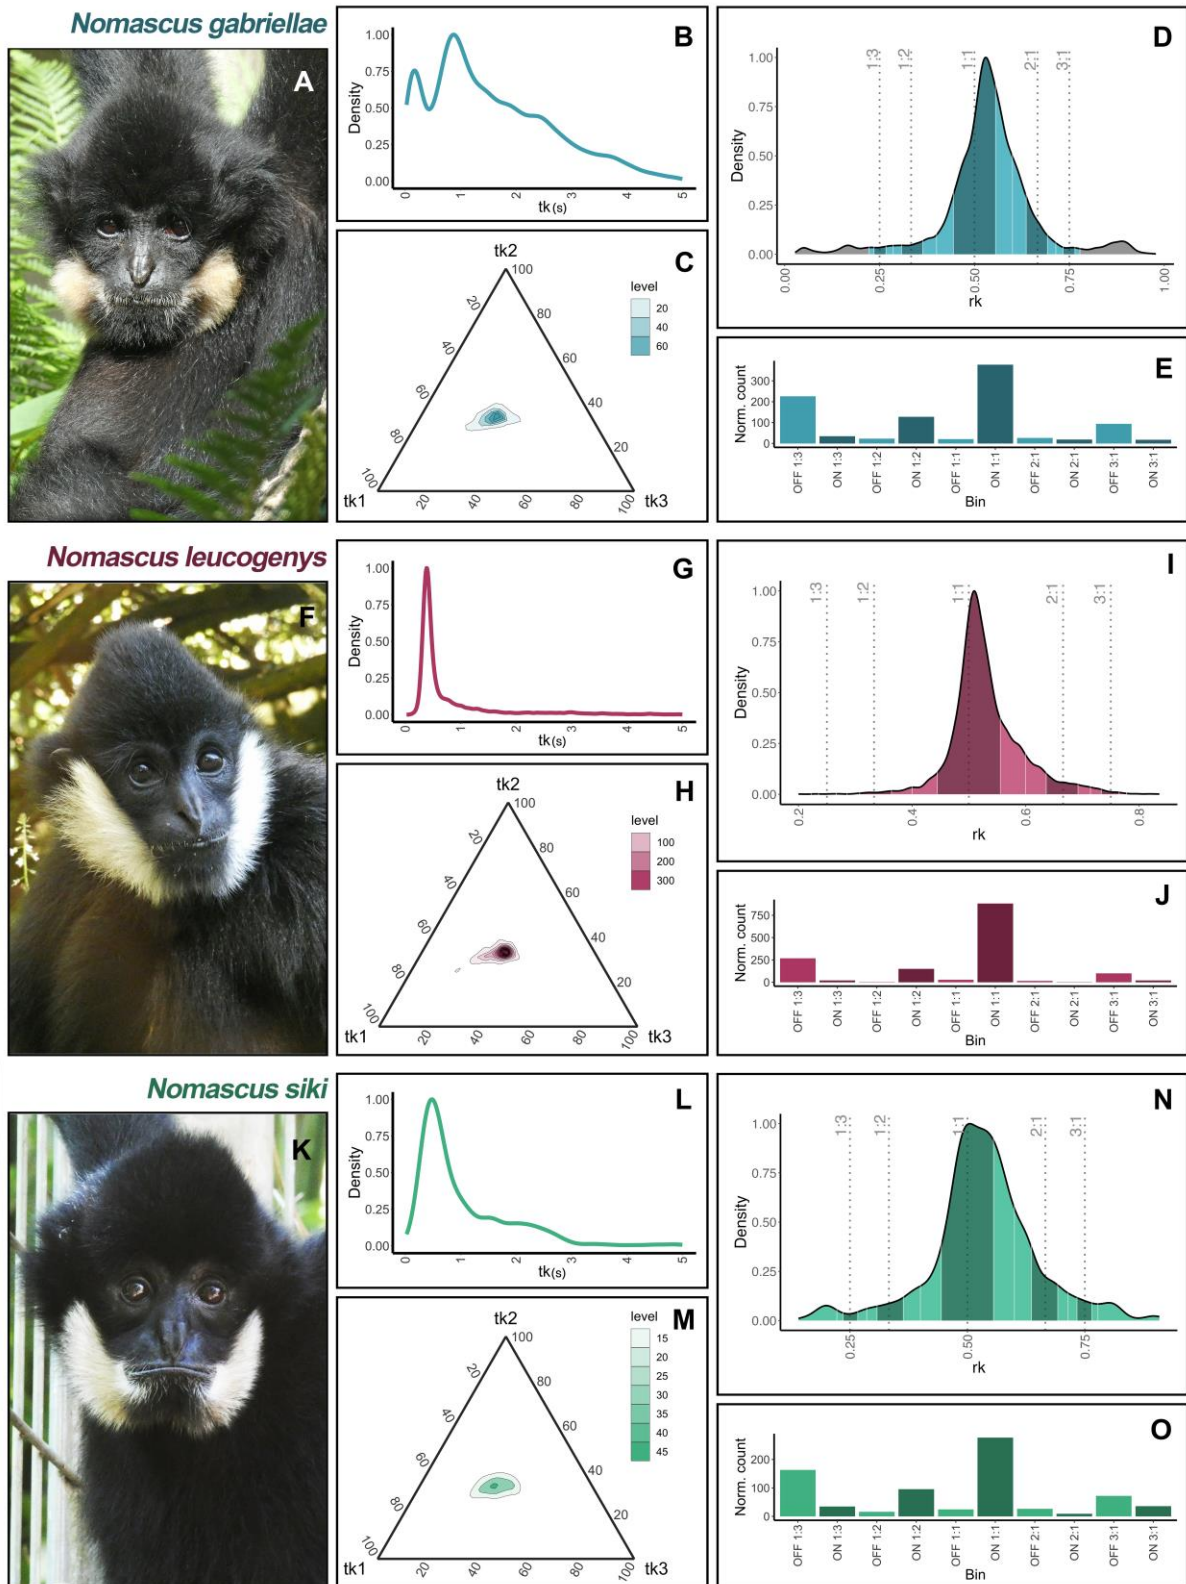 Nomascus gabriellae
A
B
Density
1.00
0.75
0.50
0.25
0.00
0
1
2
3
4
5
tk(s)
C
tk2
100
20
80
40
60
60
40
80
20
100
tk1
20
40
60
80
100
tk3
level
20
40
60
D
1:3
1:2
1:1
2:1
3:1
Density
1.00
0.75
0.50
0.25
0.00
0.00
0.25
0.50
0.75
1.00
rk
E
Norm. count
300
200
100
0
OFF 1:3
ON 1:3
OFF 1:2
ON 1:2
OFF 1:1
ON 1:1
OFF 2:1
ON 2:1
OFF 3:1
ON 3:1
Bin
Nomascus leucogenys
F
G
Density
1.00
0.75
0.50
0.25
0.00
0
1
2
3
4
5
tk(s)
H
tk2
100
20
80
40
60
60
40
80
20
100
tk1
20
40
60
80
100
tk3
level
100
200
300
I
1:3
1:2
1:1
2:1
3:1
Density
1.00
0.75
0.50
0.25
0.00
0.2
0.4
0.6
0.8
rk
J
Norm. count
750
500
250
0
OFF 1:3
ON 1:3
OFF 1:2
ON 1:2
OFF 1:1
ON 1:1
OFF 2:1
ON 2:1
OFF 3:1
ON 3:1
Bin
Nomascus siki
K
L
Density
1.00
0.75
0.50
0.25
0.00
0
1
2
3
4
5
tk(s)
M
tk2
100
20
80
40
60
60
40
80
20
100
tk1
20
40
60
80
100
tk3
level
15
20
25
30
35
40
45
N
1:3
1:2
1:1
2:1
3:1
Density
1.00
0.75
0.50
0.25
0.00
0.25
0.50
0.75
rk
O
Norm. count
200
100
0
OFF 1:3
ON 1:3
OFF 1:2
ON 1:2
OFF 1:1
ON 1:1
OFF 2:1
ON 2:1
OFF 3:1
ON 3:1
Bin